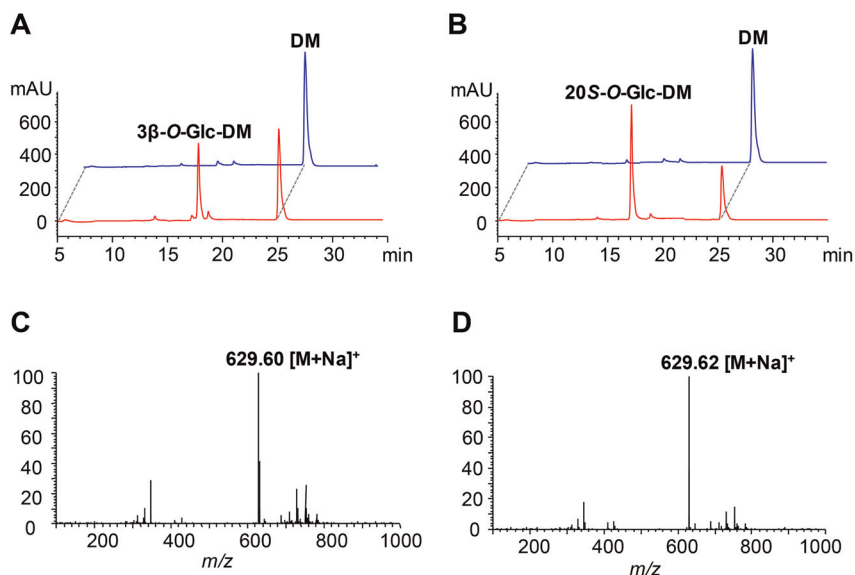 A
DM
mAU
3β-O-Glc-DM
600
400
200
0
5 10 15 20 25 30 min
B
DM
mAU
20S-O-Glc-DM
600
400
200
0
5 10 15 20 25 30 min
C
629.60 [M+Na]+
100
80
60
40
20
0
200 400 600 800 1000
m/z
D
629.62 [M+Na]+
100
80
60
40
20
0
200 400 600 800 1000
m/z